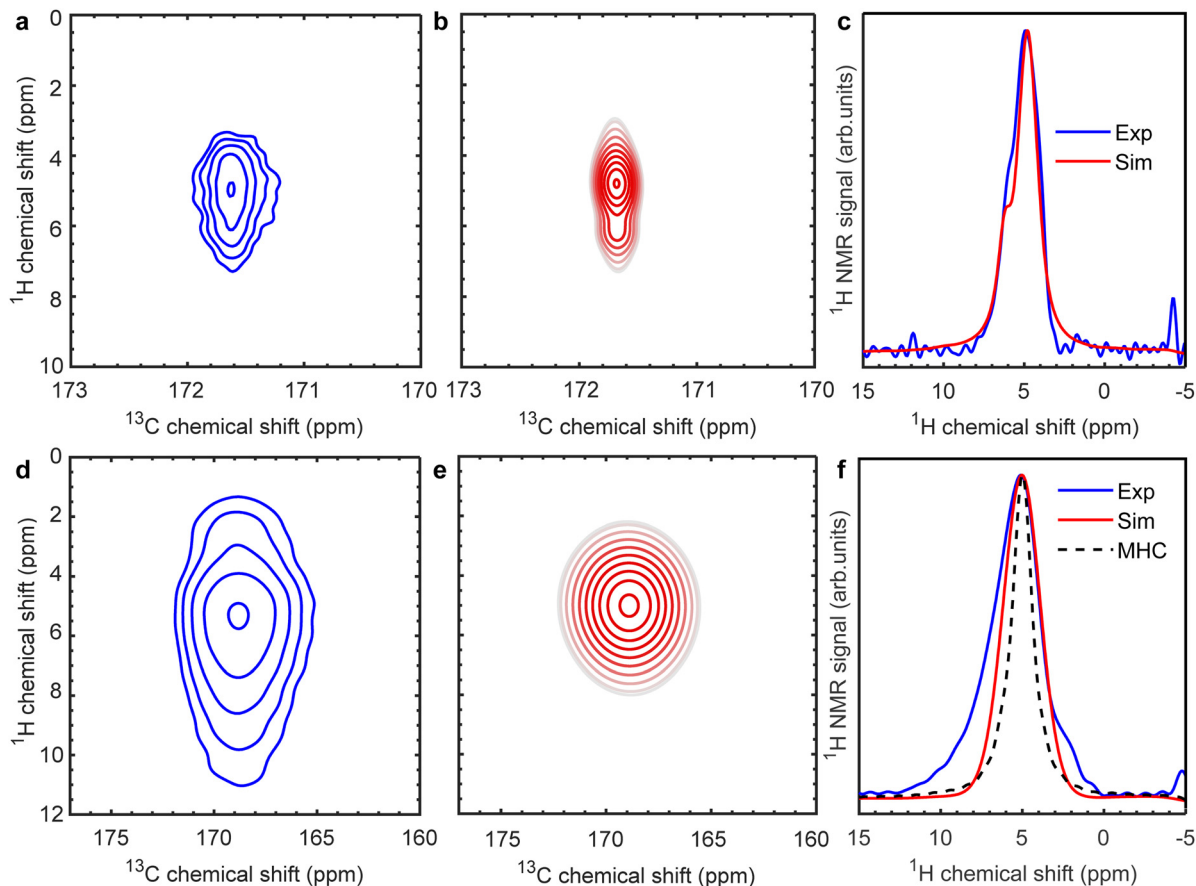 a
0
2
4
6
8
10
¹H chemical shift (ppm)
173
172
171
170
¹³C chemical shift (ppm)
b
173
172
171
170
¹³C chemical shift (ppm)
c
Exp
Sim
¹H NMR signal (arb.units)
15
10
5
0
-5
¹H chemical shift (ppm)
d
0
2
4
6
8
10
12
¹H chemical shift (ppm)
175
170
165
160
¹³C chemical shift (ppm)
e
175
170
165
160
¹³C chemical shift (ppm)
f
Exp
Sim
MHC
¹H NMR signal (arb.units)
15
10
5
0
-5
¹H chemical shift (ppm)